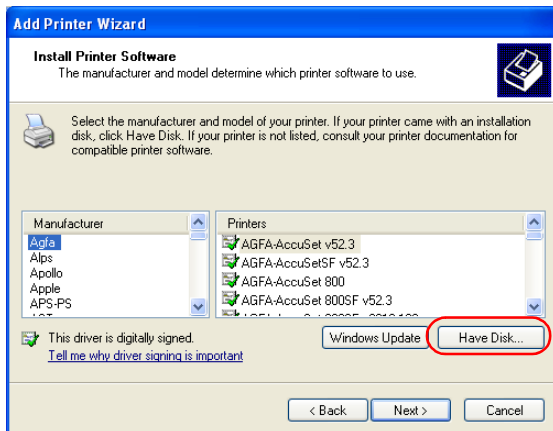 Add Printer Wizard
Install Printer Software
The manufacturer and model determine which printer software to use.
Select the manufacturer and model of your printer. If your printer came with an installation
disk, click Have Disk. If your printer is not listed, consult your printer documentation for
compatible printer software.
Manufacturer
Agfa
Alps
Apollo
Apple
APS-PS
Printers
AGFA-AccuSet v52.3
AGFA-AccuSetSF v52.3
AGFA-AccuSet 800
AGFA-AccuSet 800SF v52.3
This driver is digitally signed.
Tell me why driver signing is important
Windows Update
Have Disk...
< Back
Next >
Cancel